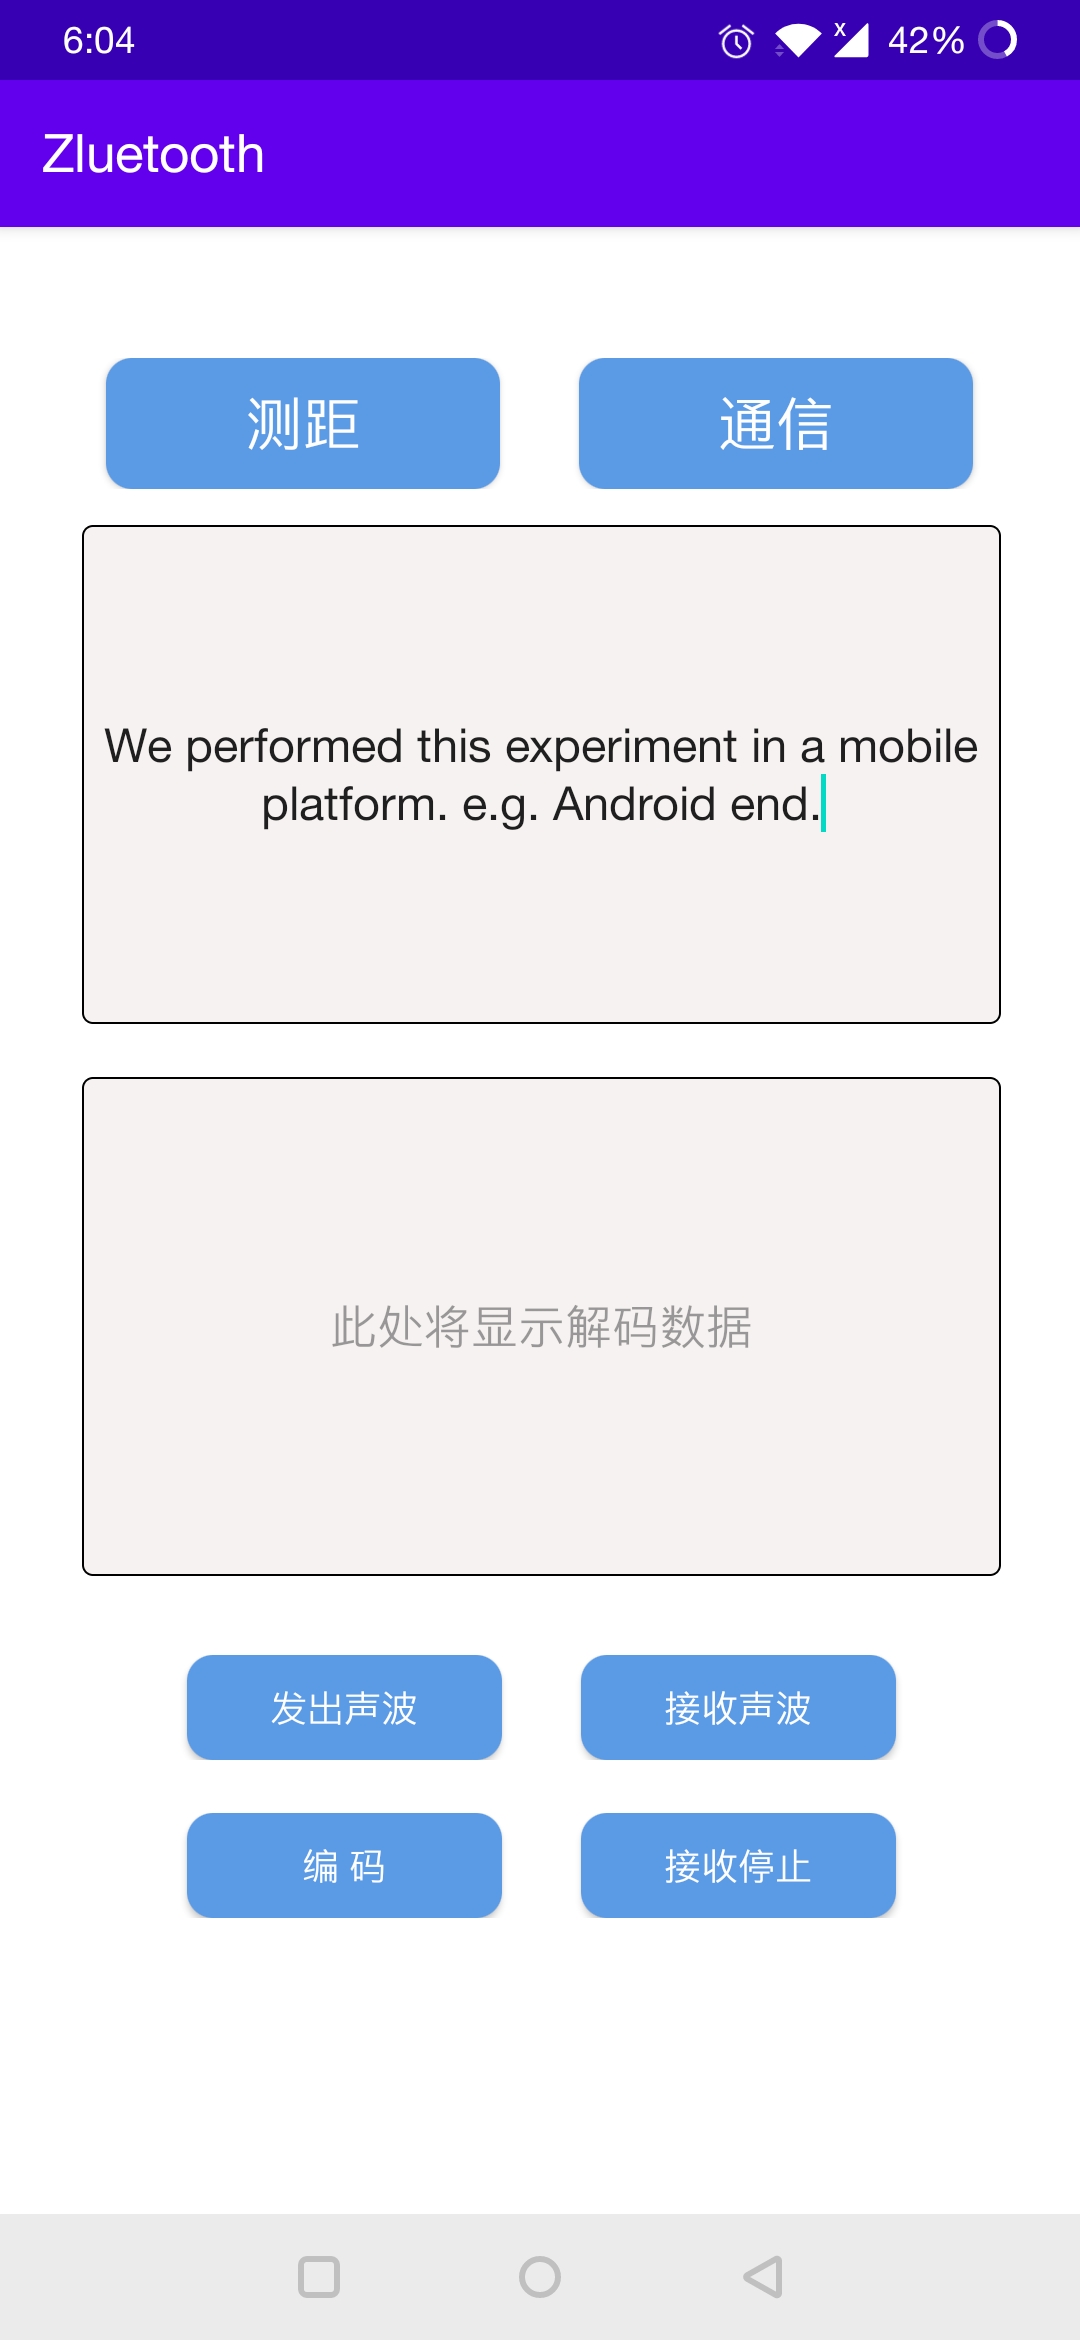 6:04
X
42%
Zluetooth
测距
通信
We performed this experiment in a mobile
platform. e.g. Android end.
此处将显示解码数据
发出声波
接收声波
编 码
接收停止